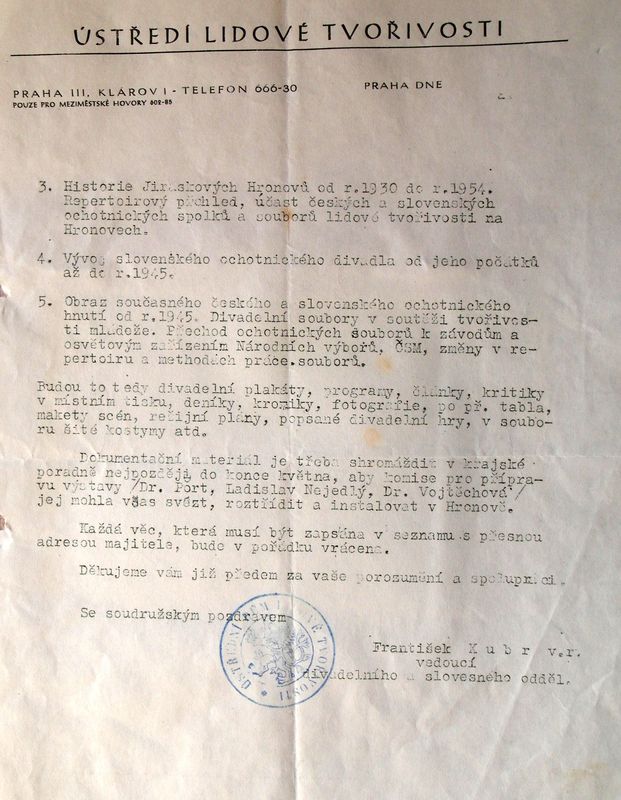 ÚSTŘEDÍ LIDOVÉ TVOŘIVOSTI
PRAHA III, KLÁROV 1 - TELEFON 666-30
PRAHA DNE
POUZE PRO MEZIMĚSTSKÉ HOVORY 602-85
3. Historie Jiraskových Hronovů od r.1930 do r.1954.
Repertoirový přehled, účast českých a slovenských
ochotnických spolků a souborů lidové tvořivosti na
Hronovech.
4. Vývoj slovenského ochotnického divadla od jeho počátků
až do r.1945.
5. Obraz současného českého a slovenského ochotnického
hnutí od r.1945. Divadelní soubory v soutěži tvořivos-
ti mládeže. Přechod ochotnických souborů k závodům a
osvětovým zařízením Národních výborů, ČSM, změny v re-
pertoiru a methodách práce souborů.
Budou to tedy divadelní plakáty, programy, články, kritiky
v místním tisku, deníky, kroniky, fotografie, po př. tabla,
makety scén, režijní plány, popsané divadelní hry, v soubo-
ru šité kostymy atd.
Dokumentační materiál je třeba shromáždit v krajské
poradně nejpozději do konce května, aby komise pro přípra-
vu výstavy /Dr. Port, Ladislav Nejedlý, Dr. Vojtěchová/
jej mohla včas svézt, roztřídit a instalovat v Hronově.
Každá věc, která musí být zapsána v seznamu s přesnou
adresou majitele, bude v pořádku vrácena.
Děkujeme vám již předem za vaše porozumění a spolupráci.
Se soudružským pozdravem
František K u b r v.r.
vedoucí
divadelního a slovesného odděl.
ÚSTŘEDNÍ DŮM LIDOVÉ TVOŘIVOSTI